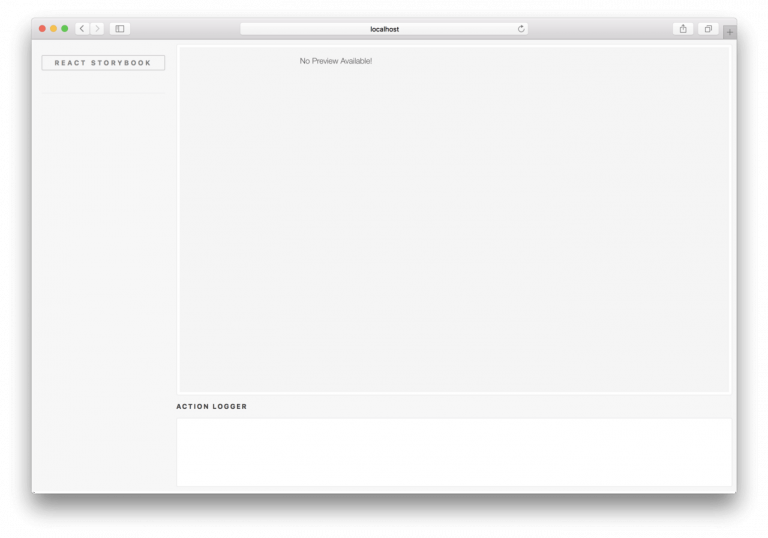 localhost
REACT STORYBOOK
No Preview Available!
ACTION LOGGER